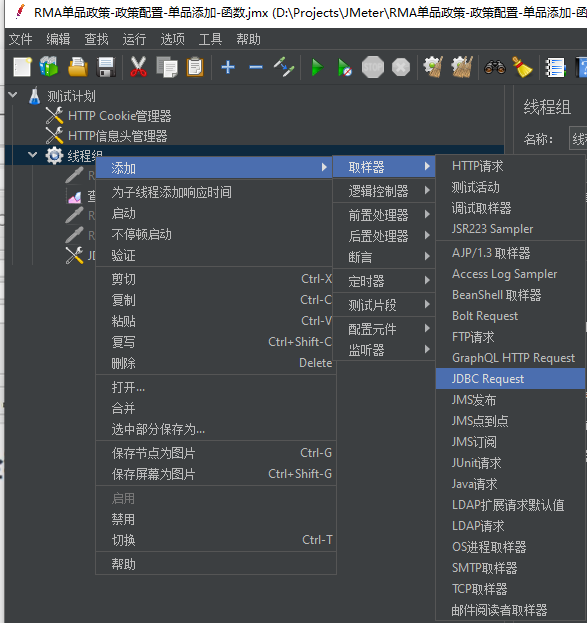 RMA单品政策-政策配置-单品添加-函数.jmx (D:\Projects\JMeter\RMA单品政策-政策配置-单品添加-函
文件 编辑 查找 运行 选项 工具 帮助
测试计划
HTTP Cookie管理器
HTTP信息头管理器
线程组
线程组
名称：
线
R
查
R
JD
添加
为子线程添加响应时间
启动
不停顿启动
验证
剪切 Ctrl-X
复制 Ctrl-C
粘贴 Ctrl-V
复写 Ctrl+Shift-C
删除 Delete
打开...
合并
选中部分保存为...
保存节点为图片 Ctrl-G
保存屏幕为图片 Ctrl+Shift-G
启用
禁用
切换 Ctrl-T
帮助
取样器
逻辑控制器
前置处理器
后置处理器
断言
定时器
测试片段
配置元件
监听器
HTTP请求
测试活动
调试取样器
JSR223 Sampler
AJP/1.3 取样器
Access Log Sampler
BeanShell 取样器
Bolt Request
FTP请求
GraphQL HTTP Request
JDBC Request
JMS发布
JMS点到点
JMS订阅
JUnit请求
Java请求
LDAP扩展请求默认值
LDAP请求
OS进程取样器
SMTP取样器
TCP取样器
邮件阅读者取样器